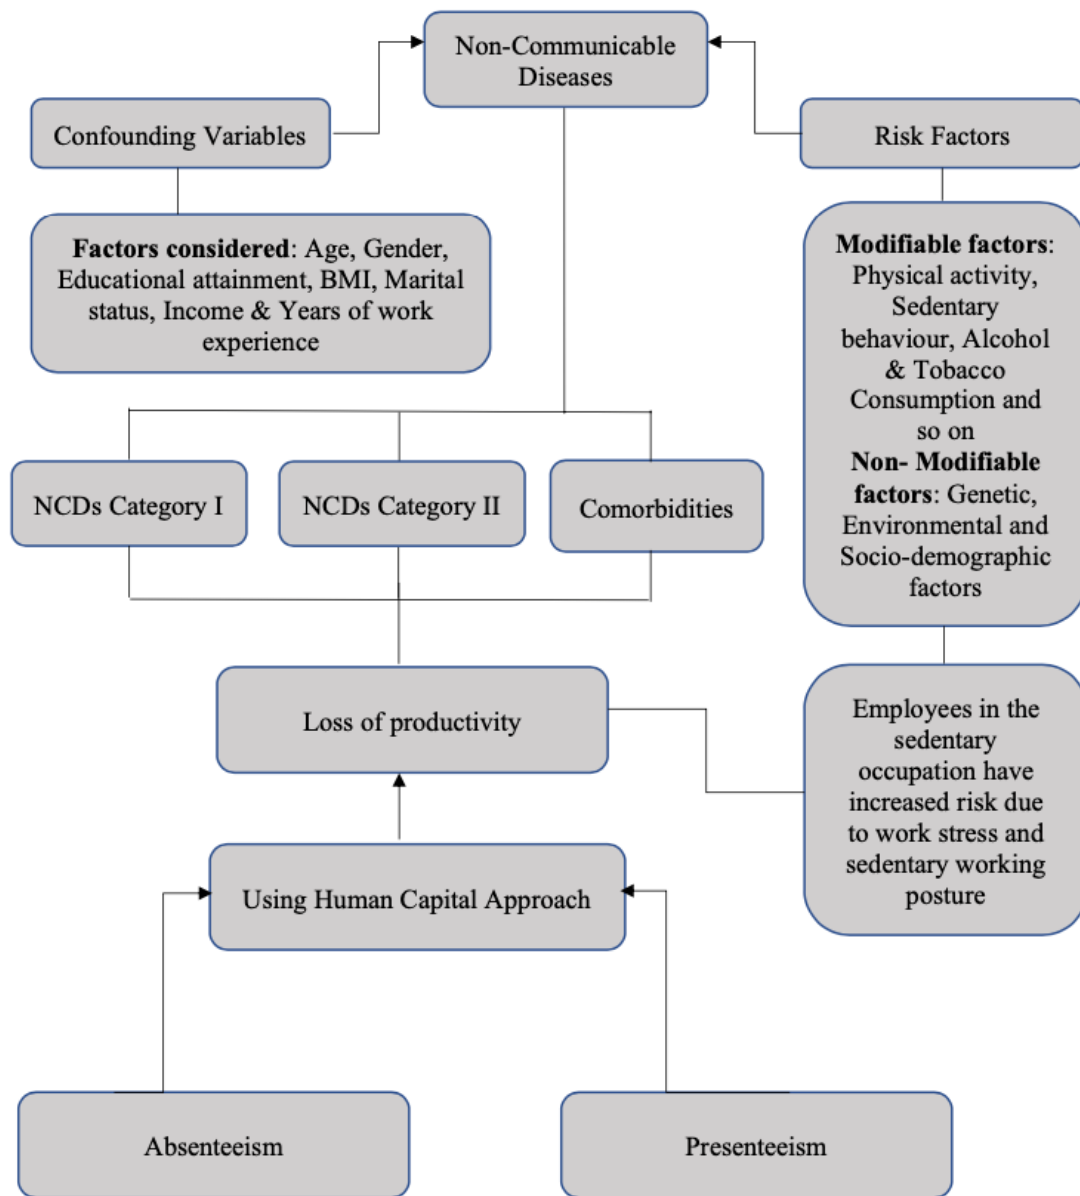 Non-Communicable
Diseases
Confounding Variables
Risk Factors
Factors considered: Age, Gender,
Educational attainment, BMI, Marital
status, Income & Years of work
experience
Modifiable factors:
Physical activity,
Sedentary
behaviour, Alcohol
& Tobacco
Consumption and
so on
Non- Modifiable
factors: Genetic,
Environmental and
Socio-demographic
factors
NCDs Category I
NCDs Category II
Comorbidities
Loss of productivity
Employees in the
sedentary
occupation have
increased risk due
to work stress and
sedentary working
posture
Using Human Capital Approach
Absenteeism
Presenteeism